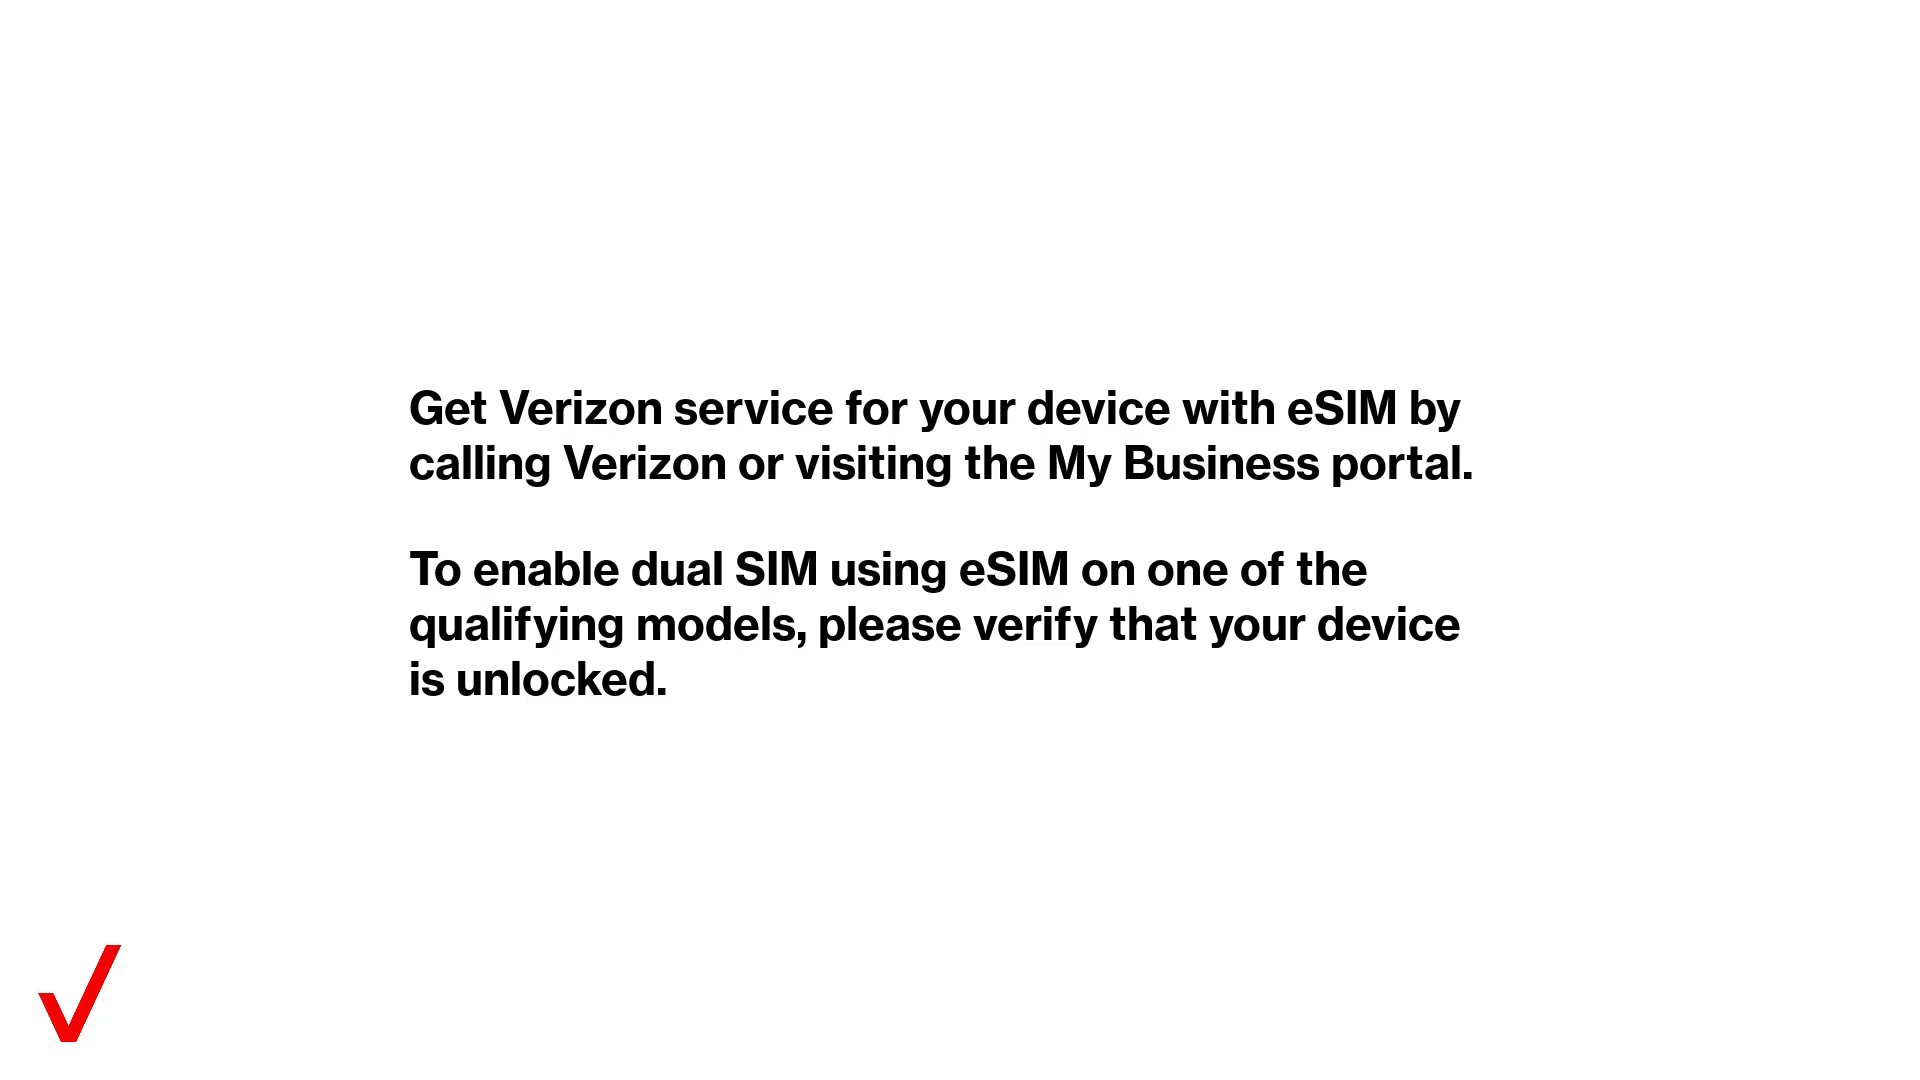 Get Verizon service for your device with eSIM by
calling Verizon or visiting the My Business portal.
To enable dual SIM using eSIM on one of the
qualifying models, please verify that your device
is unlocked.